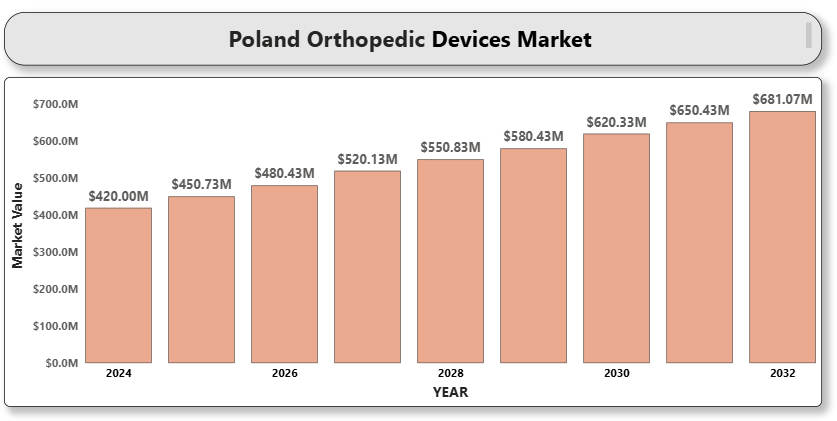 Poland Orthopedic Devices Market
$700.0M
$600.0M
$500.0M
$400.0M
$300.0M
$200.0M
$100.0M
$0.0M
Market Value
$420.00M
$450.73M
$480.43M
$520.13M
$550.83M
$580.43M
$620.33M
$650.43M
$681.07M
2024
2026
2028
2030
2032
YEAR